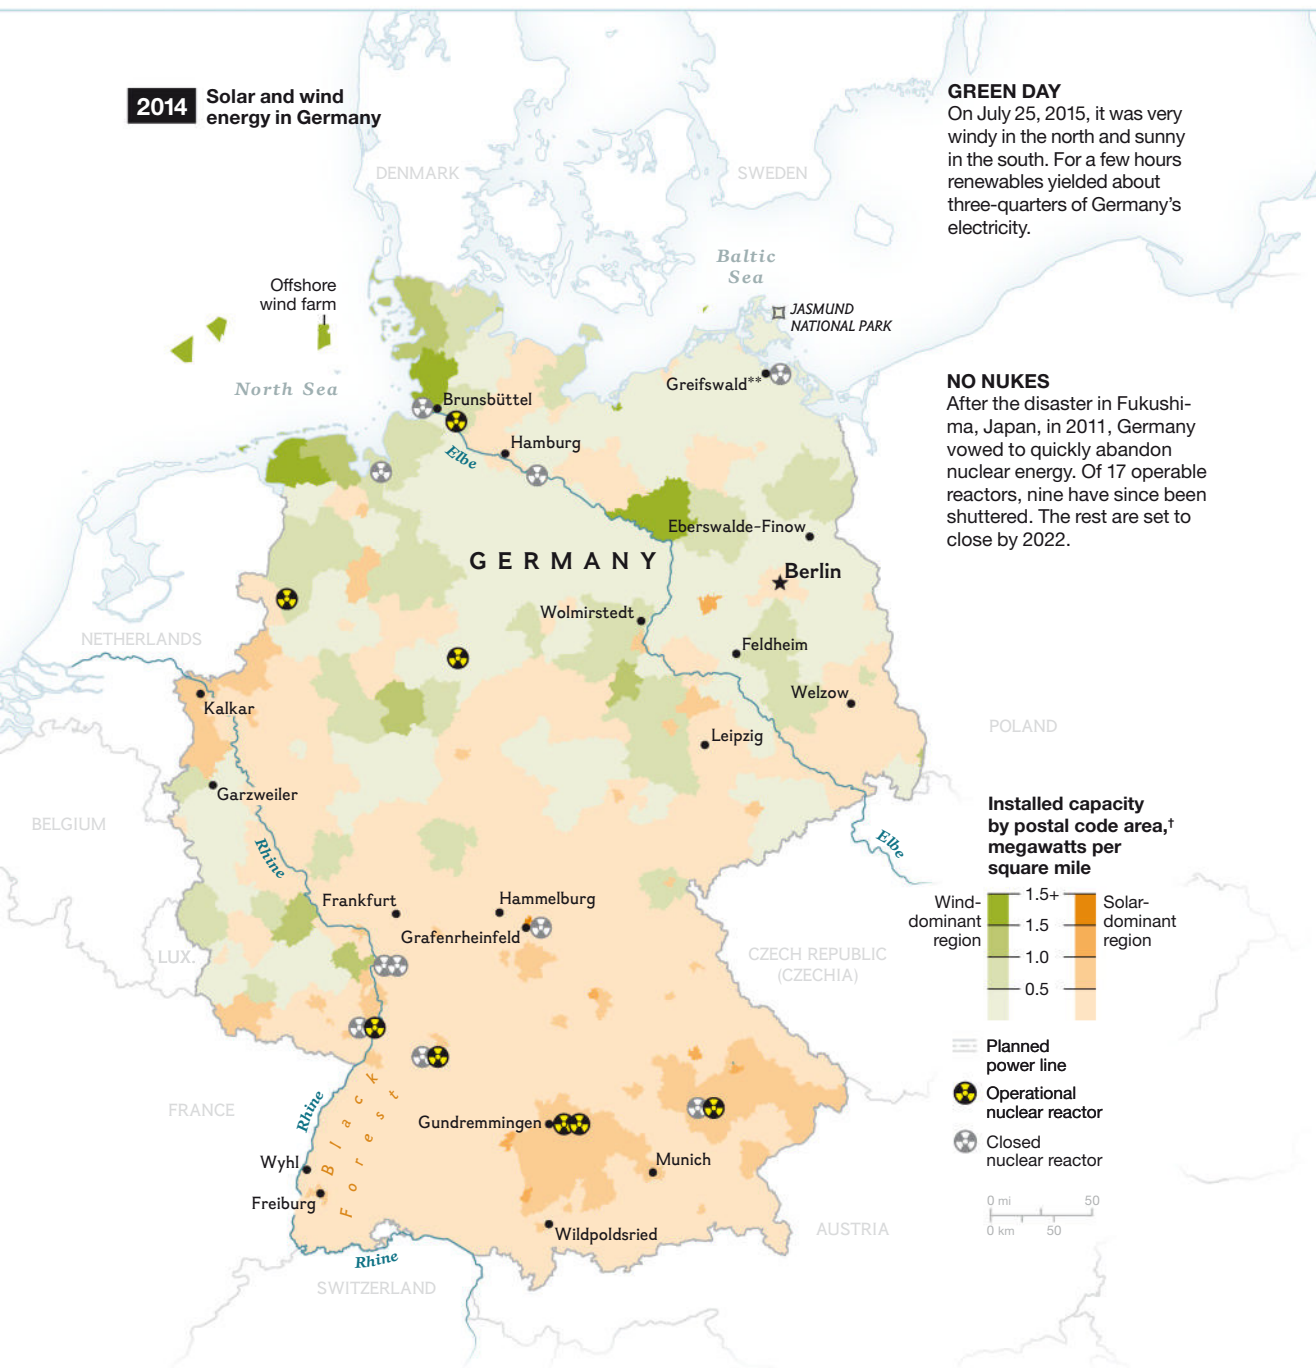 2014
Solar and wind
energy in Germany
GREEN DAY
On July 25, 2015, it was very
windy in the north and sunny
in the south. For a few hours
renewables yielded about
three-quarters of Germany's
electricity.
DENMARK
SWEDEN
Baltic
Sea
Offshore
wind farm
JASMUND
NATIONAL PARK
North Sea
Greifswald**
NO NUKES
After the disaster in Fukushi-
ma, Japan, in 2011, Germany
vowed to quickly abandon
nuclear energy. Of 17 operable
reactors, nine have since been
shuttered. The rest are set to
close by 2022.
Brunsbüttel
Hamburg
Elbe
Eberswalde-Finow
GERMANY
Berlin
Wolmirstedt
NETHERLANDS
Feldheim
Welzow
Kalkar
POLAND
Leipzig
Garzweiler
BELGIUM
Rhine
Elbe
Installed capacity
by postal code area,†
megawatts per
square mile
Wind-
dominant
region
1.5+
1.5
1.0
0.5
Solar-
dominant
region
Frankfurt
Hammelburg
Grafenrheinfeld
LUX.
CZECH REPUBLIC
(CZECHIA)
Planned
power line
Operational
nuclear reactor
Closed
nuclear reactor
FRANCE
Rhine
Black
Forest
Gundremmingen
Wyhl
Munich
Freiburg
Wildpoldsried
AUSTRIA
0 mi 50
0 km 50
Rhine
SWITZERLAND